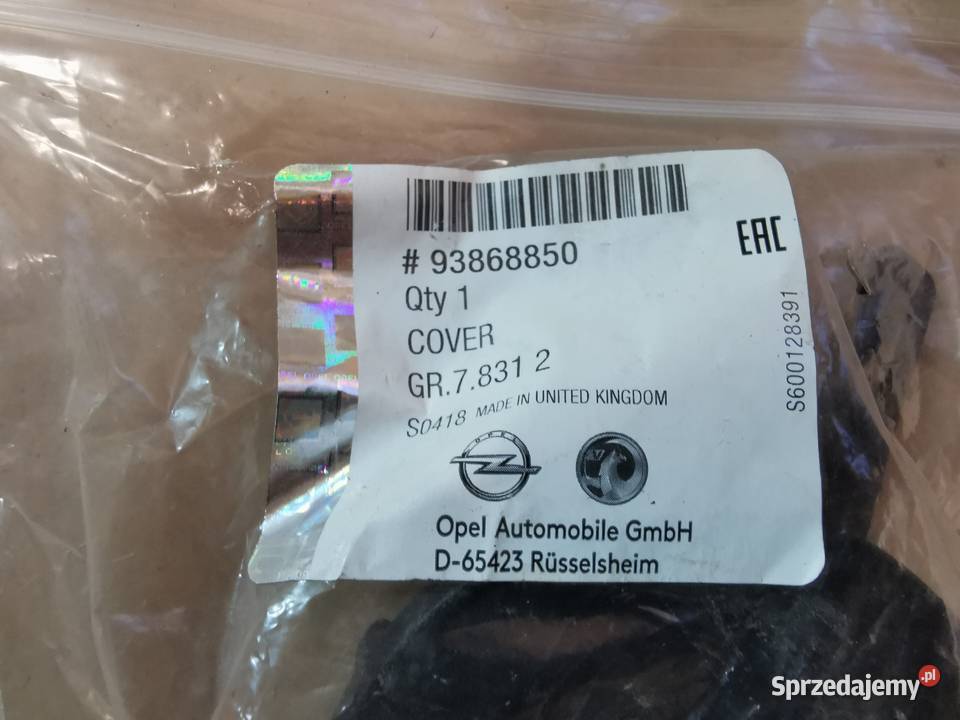 # 93868850
EAC
Qty 1
COVER
GR.7.831 2
S0418 MADE IN UNITED KINGDOM
S600128391
OPEL
Opel Automobile GmbH
D-65423 Rüsselsheim
Sprzedajemy.pl